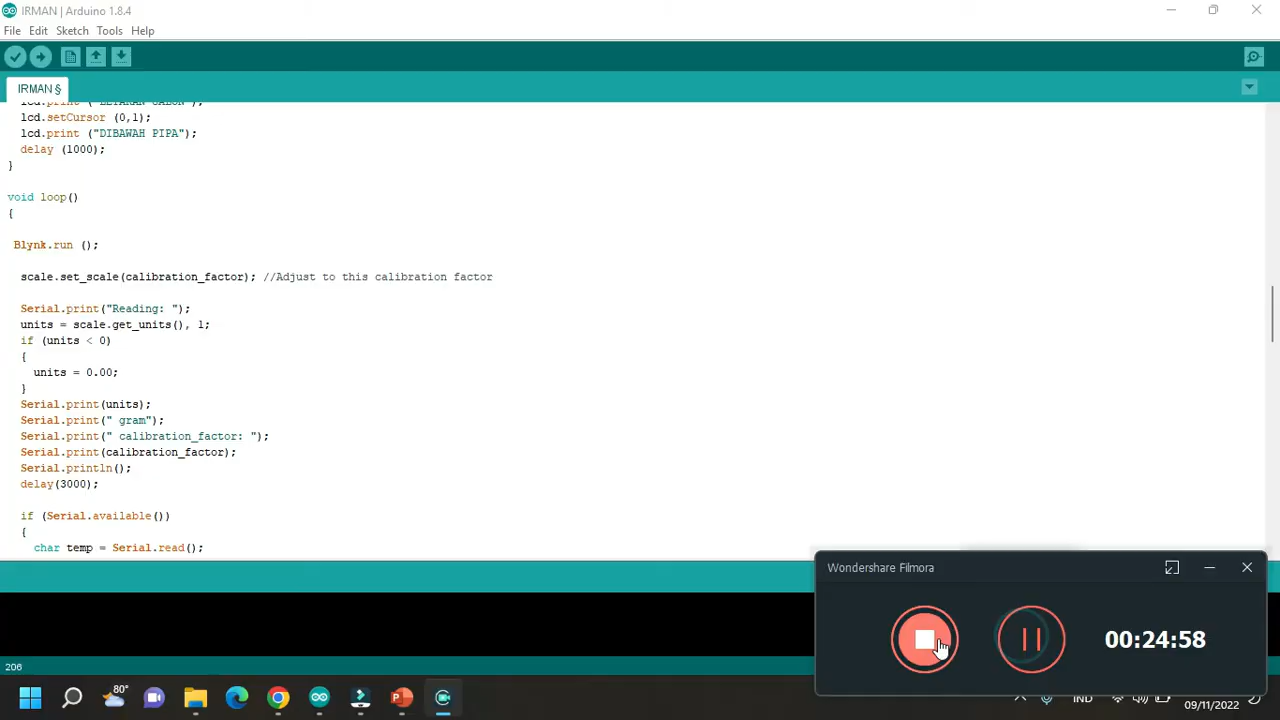 IRMAN | Arduino 1.8.4
File Edit Sketch Tools Help
IRMAN §
lcd.setCursor (0,1);
lcd.print ("DIBAWAH PIPA");
delay (1000);
}
void loop()
{
Blynk.run ();
scale.set_scale(calibration_factor); //Adjust to this calibration factor
Serial.print("Reading: ");
units = scale.get_units(), 1;
if (units < 0)
{
units = 0.00;
}
Serial.print(units);
Serial.print(" gram");
Serial.print(" calibration_factor: ");
Serial.print(calibration_factor);
Serial.println();
delay(3000);
if (Serial.available())
{
char temp = Serial.read();
Wondershare Filmora
00:24:58
206
80°
IND
09/11/2022